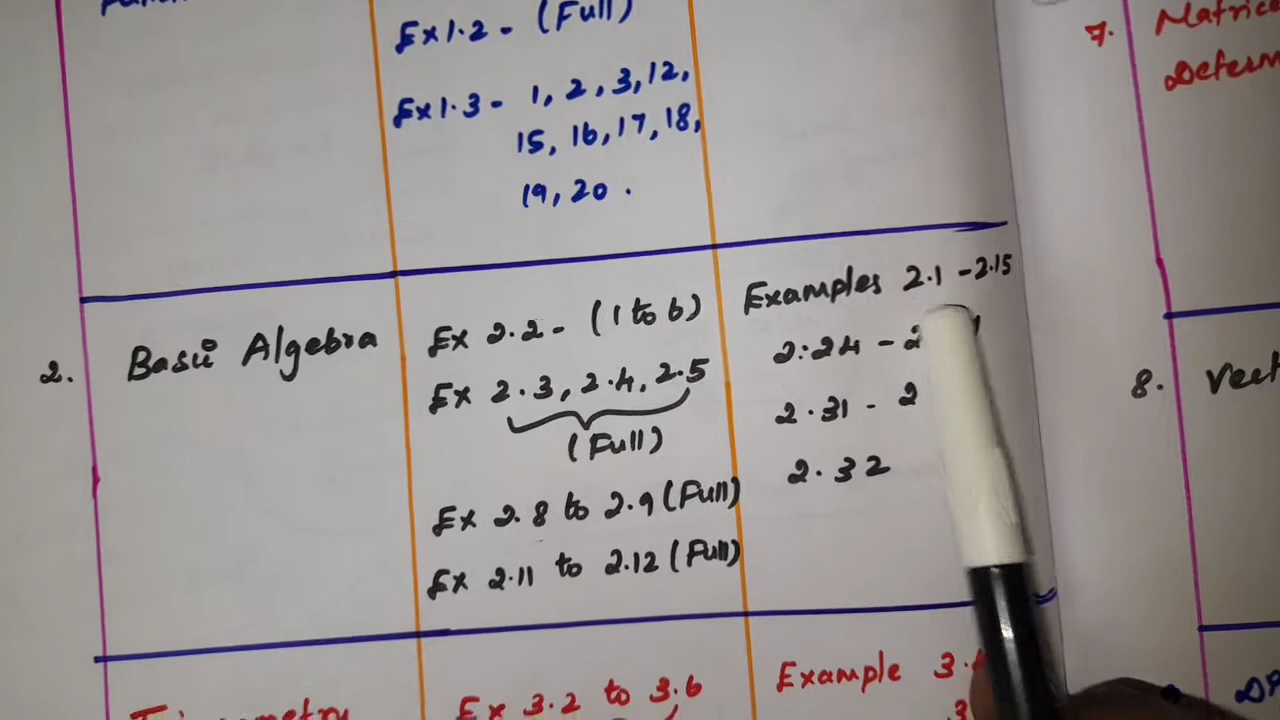 Ex 1.2 - (Full)
Ex 1.3 - 1, 2, 3, 12,
15, 16, 17, 18,
19, 20.
2. Basic Algebra
Ex 2.2 - (1 to 6)
Ex 2.3, 2.4, 2.5
(Full)
Ex 2.8 to 2.9 (Full)
Ex 2.11 to 2.12 (Full)
Examples 2.1 - 2.15
2.24 - 2
2.31 - 2
2.32
Ex 3.2 to 3.6
Example 3.
7.
8.